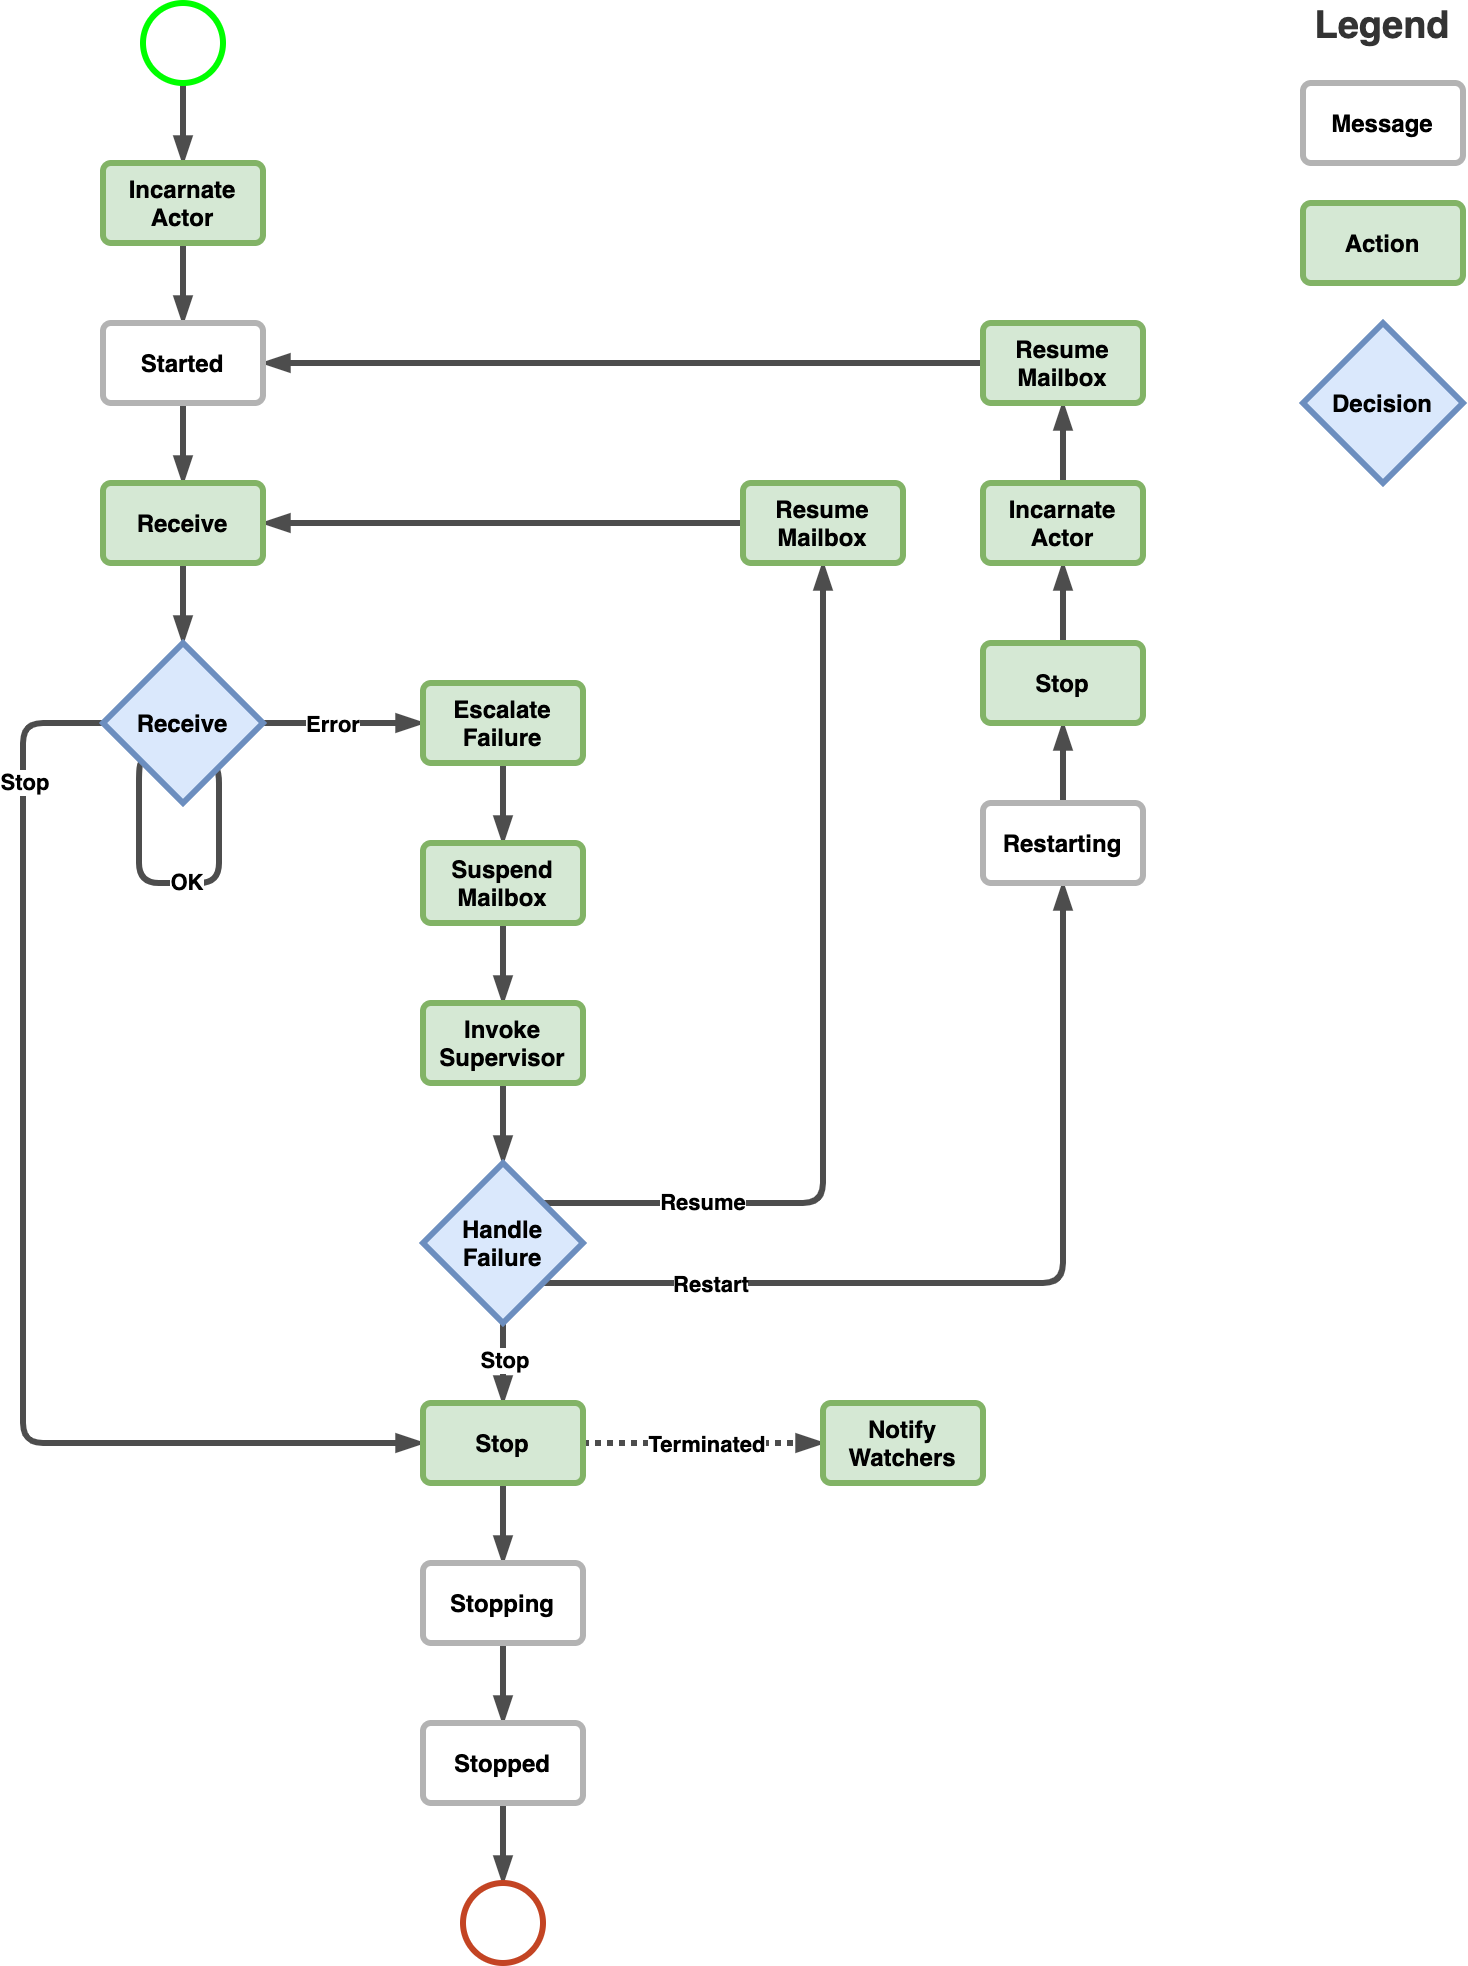 Legend
Message
Action
Decision
Incarnate
Actor
Started
Resume
Mailbox
Receive
Resume
Mailbox
Incarnate
Actor
Stop
Receive
Error
Escalate
Failure
Stop
OK
Suspend
Mailbox
Restarting
Invoke
Supervisor
Handle
Failure
Resume
Restart
Stop
Stop
Terminated
Notify
Watchers
Stopping
Stopped